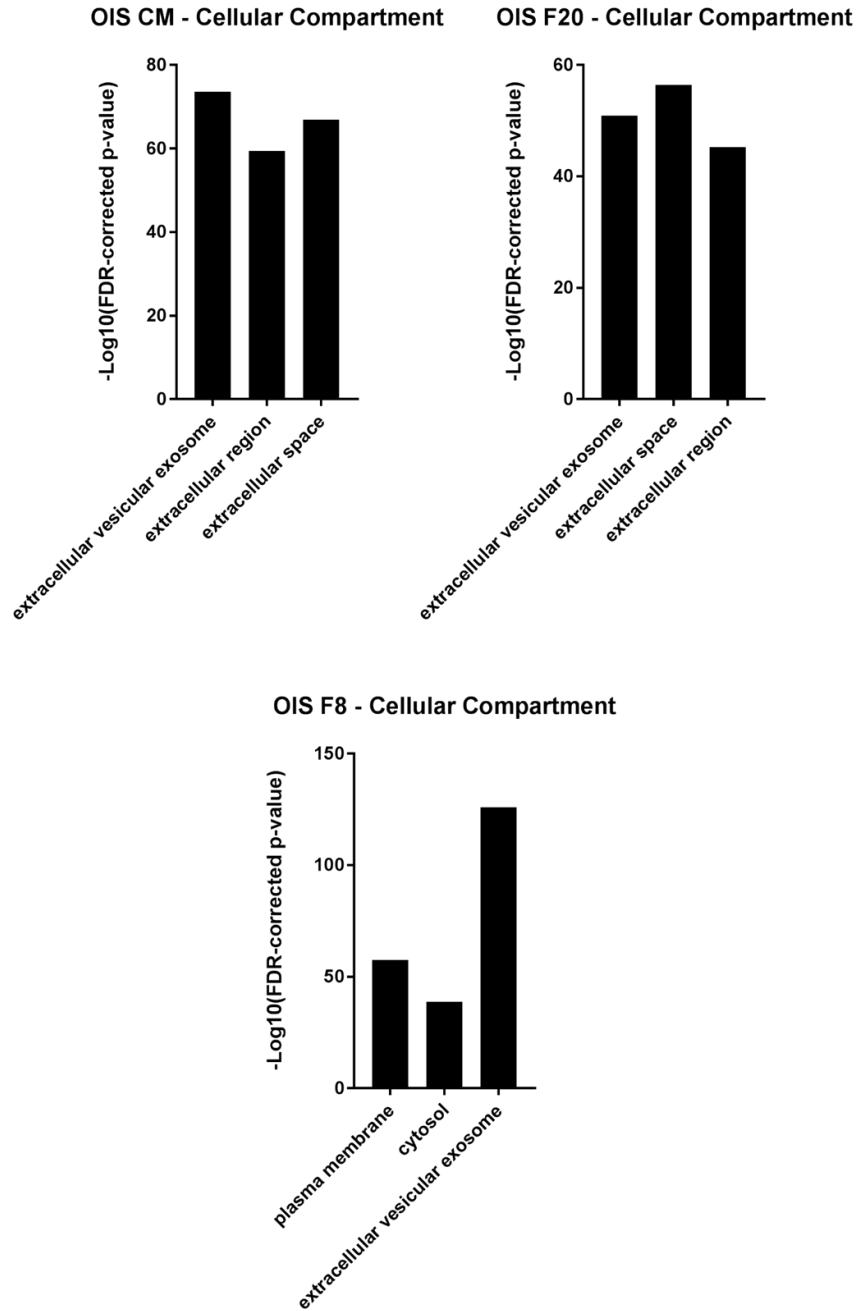 OIS CM - Cellular Compartment
-Log10(FDR-corrected p-value)
80
60
40
20
0
extracellular vesicular exosome
extracellular region
extracellular space
OIS F20 - Cellular Compartment
-Log10(FDR-corrected p-value)
60
40
20
0
extracellular vesicular exosome
extracellular space
extracellular region
OIS F8 - Cellular Compartment
-Log10(FDR-corrected p-value)
150
100
50
0
plasma membrane
cytosol
extracellular vesicular exosome